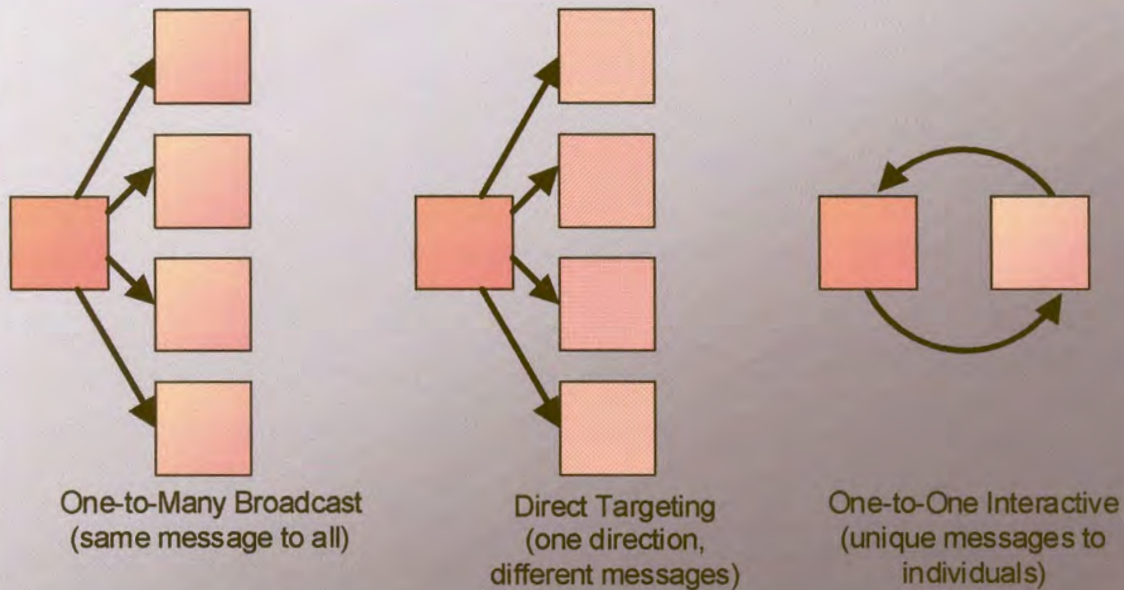 One-to-Many Broadcast
(same message to all)
Direct Targeting
(one direction,
different messages)
One-to-One Interactive
(unique messages to
individuals)